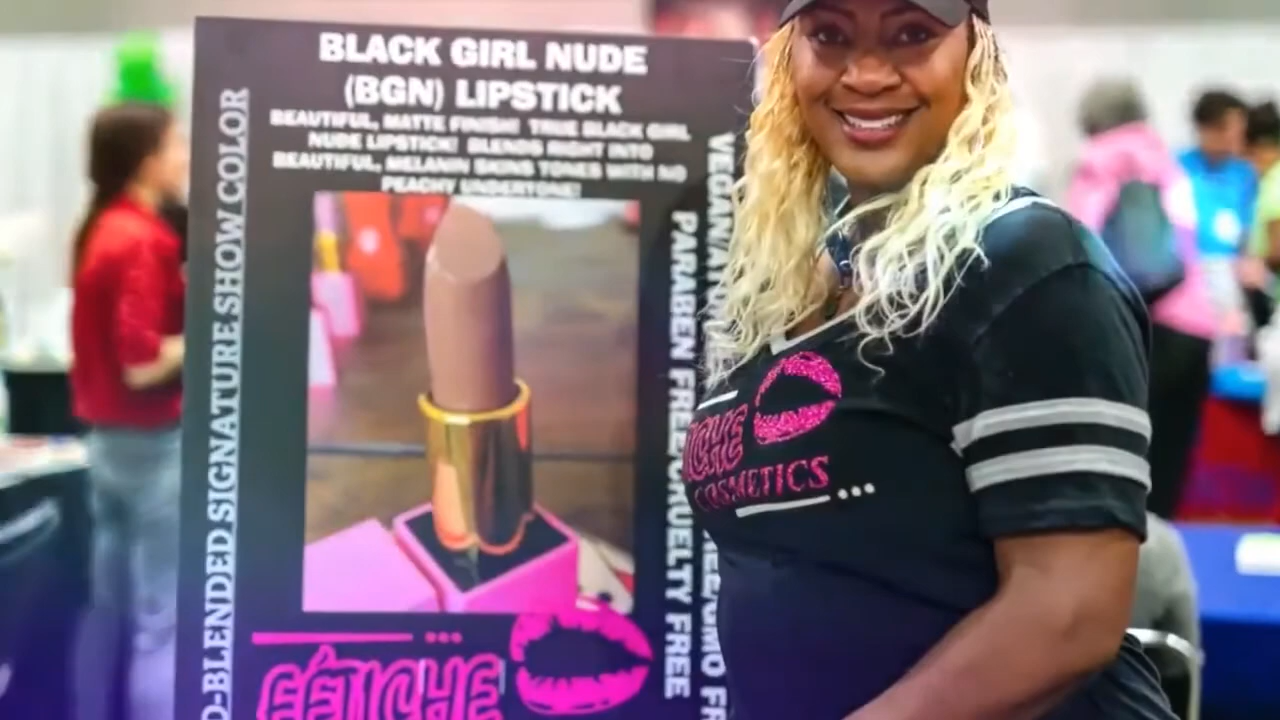 BLACK GIRL NUDE
(BGN) LIPSTICK
BEAUTIFUL, MATTE FINISH! TRUE BLACK GIRL
NUDE LIPSTICK! BLENDS RIGHT INTO
BEAUTIFUL, MELANIN SKINS TONES WITH NO
PEACHY UNDERTONE!
SIGNATURE SHOW COLOR
PARABEN FREE/CRUELTY FREE
FÉTICHE
COSMETICS